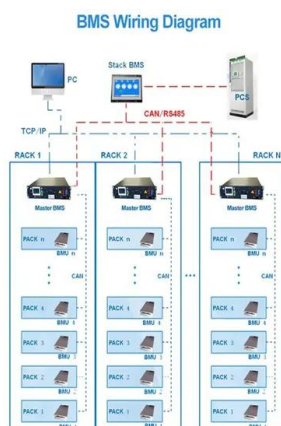 BMS Wiring Diagram
Stack BMS
PC
PCS
CAN/RS485
TCP/IP
RACK 1 RACK 2 RACK N
Master BMS Master BMS Master BMS
PACK n PACK n PACK n
BMU n BMU n BMU n
CAN CAN CAN
PACK 4 PACK 4 PACK 4
BMU 4 BMU 4 BMU 4
PACK 3 PACK 3 PACK 3
BMU 3 BMU 3 BMU 3
PACK 2 PACK 2 PACK 2
BMU 2 BMU 2 BMU 2
PACK 1 PACK 1 PACK 1